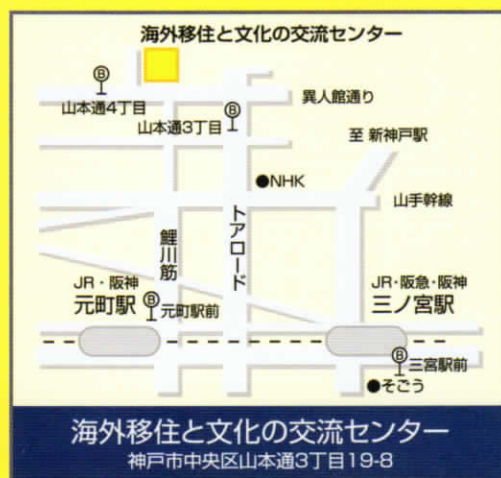 海外移住と文化の交流センター
Ⓑ
山本通4丁目
Ⓑ
山本通3丁目
異人館通り
至 新神戸駅
●NHK
山手幹線
鯉川筋
トアロード
JR・阪神
元町駅
Ⓑ
元町駅前
JR・阪急・阪神
三ノ宮駅
Ⓑ
三宮駅前
●そごう
海外移住と文化の交流センター
神戸市中央区山本通3丁目19-8